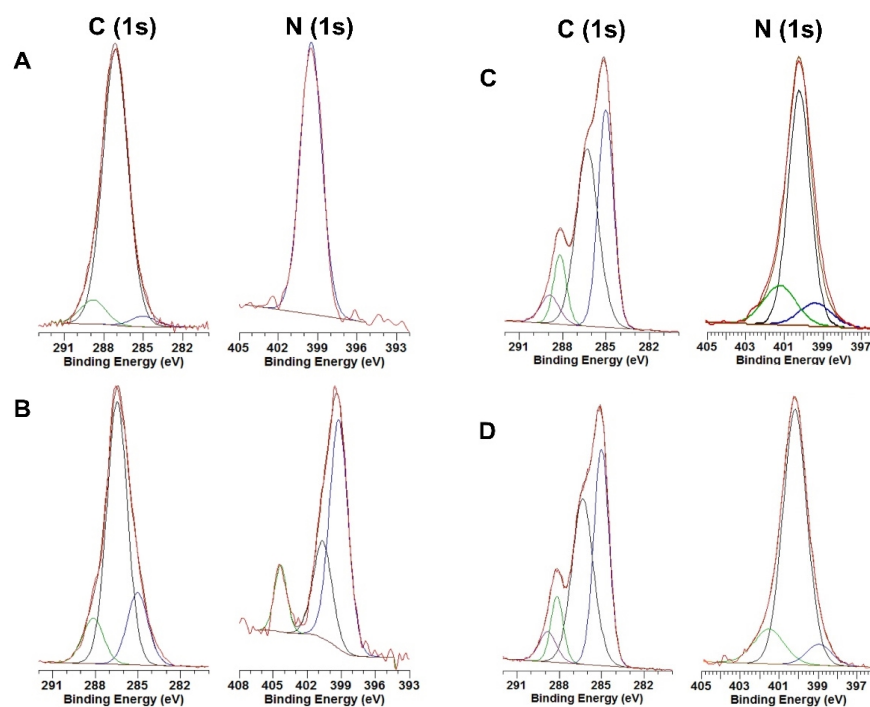 C (1s) N (1s) C (1s) N (1s)
A
291 288 285 282
Binding Energy (eV)
405 402 399 396 393
Binding Energy (eV)
C
291 288 285 282
Binding Energy (eV)
405 403 401 399 397
Binding Energy (eV)
B
291 288 285 282
Binding Energy (eV)
408 405 402 399 396 393
Binding Energy (eV)
D
291 288 285 282
Binding Energy (eV)
405 403 401 399 397
Binding Energy (eV)